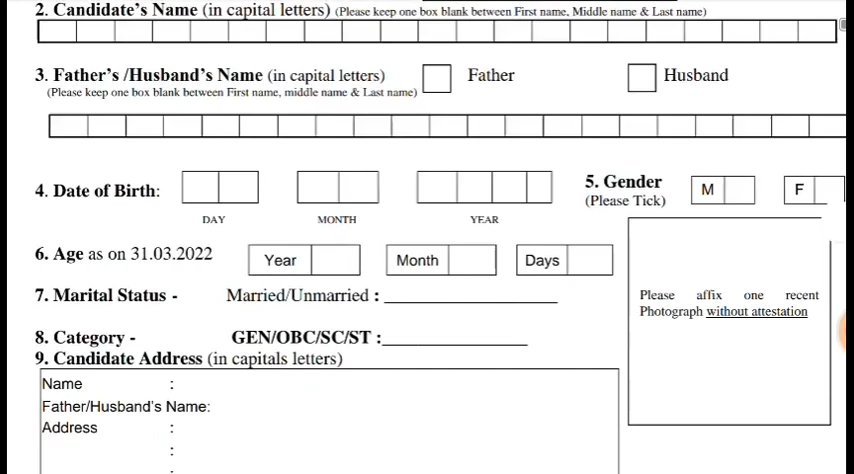 2. Candidate's Name (in capital letters) (Please keep one box blank between First name, Middle name & Last name)
3. Father's /Husband's Name (in capital letters) Father Husband
(Please keep one box blank between First name, middle name & Last name)
4. Date of Birth:
DAY MONTH YEAR
5. Gender
(Please Tick)
M F
6. Age as on 31.03.2022 Year Month Days
7. Marital Status - Married/Unmarried :
Please affix one recent
Photograph without attestation
8. Category - GEN/OBC/SC/ST :
9. Candidate Address (in capitals letters)
Name :
Father/Husband's Name:
Address :
:
: